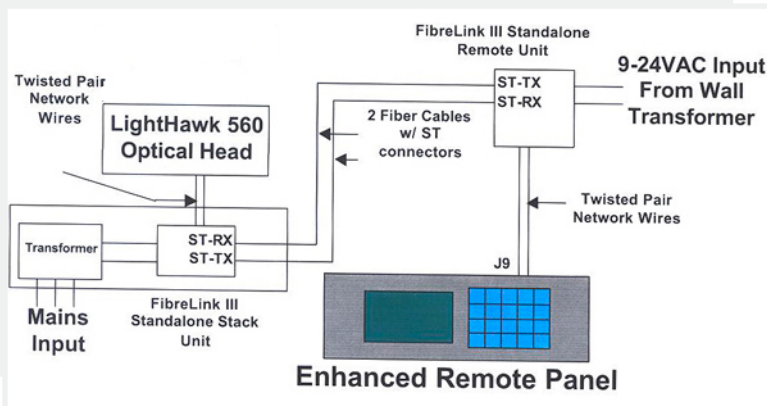 FibreLink III Standalone
Remote Unit
9-24VAC Input
From Wall
Transformer
ST-TX
ST-RX
Twisted Pair
Network
Wires
LightHawk 560
Optical Head
2 Fiber Cables
w/ ST
connectors
Twisted Pair
Network Wires
Transformer
ST-RX
ST-TX
J9
FibreLink III
Standalone Stack
Unit
Mains
Input
Enhanced Remote Panel